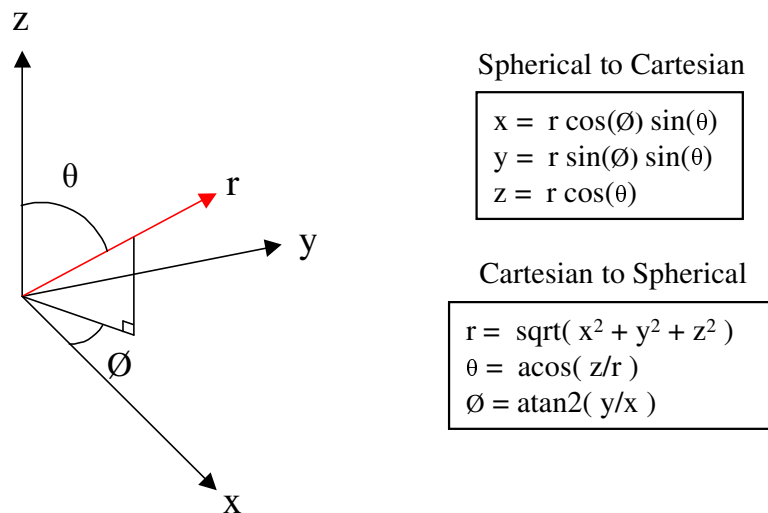 z
Spherical to Cartesian
x = r cos(Ø) sin(θ)
y = r sin(Ø) sin(θ)
z = r cos(θ)
θ
r
y
Ø
x
Cartesian to Spherical
r = sqrt( x² + y² + z² )
θ = acos( z/r )
Ø = atan2( y/x )